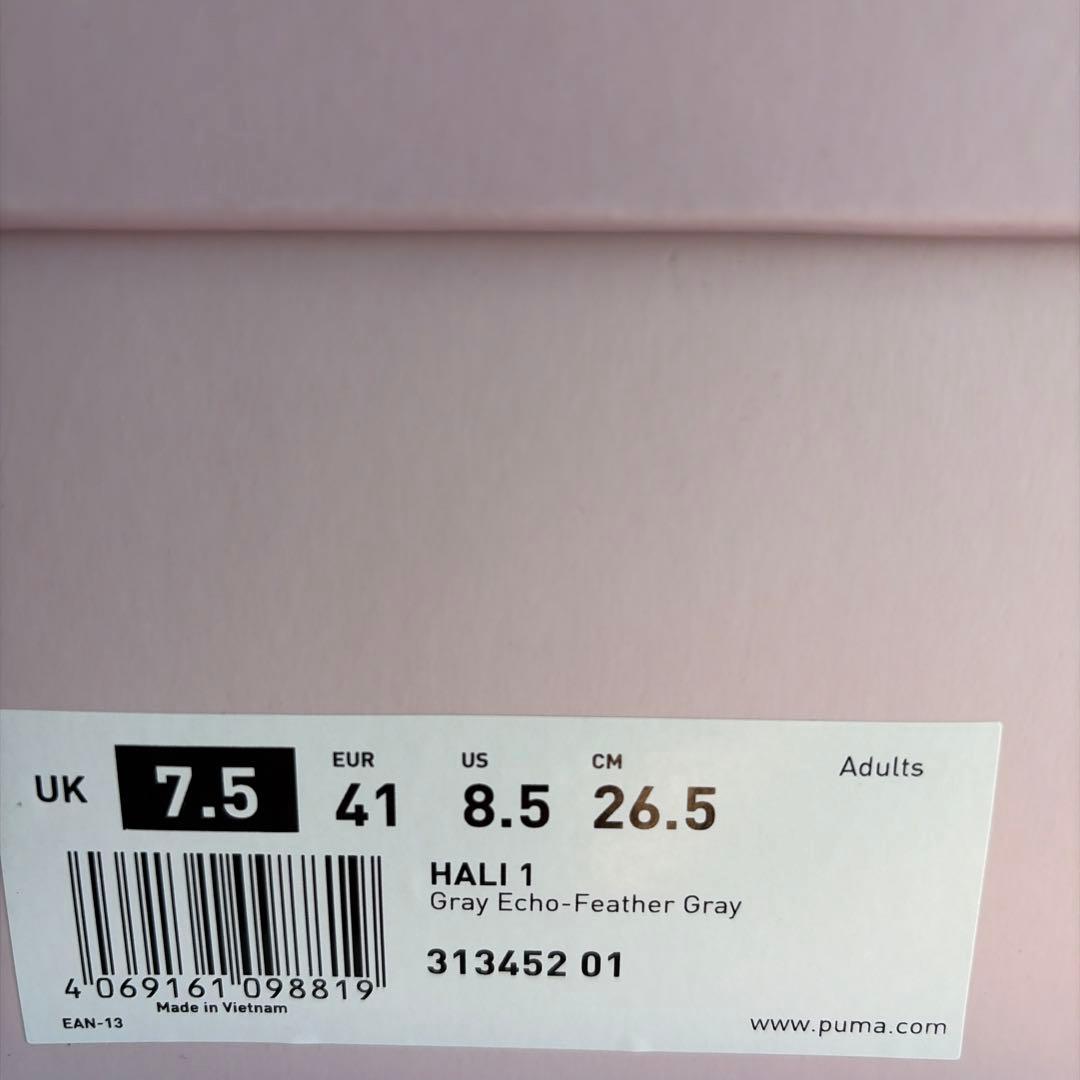 UK 7.5 EUR 41 US 8.5 CM 26.5 Adults
HALI 1
Gray Echo-Feather Gray
313452 01
4 069161 098819
Made in Vietnam
EAN-13
www.puma.com